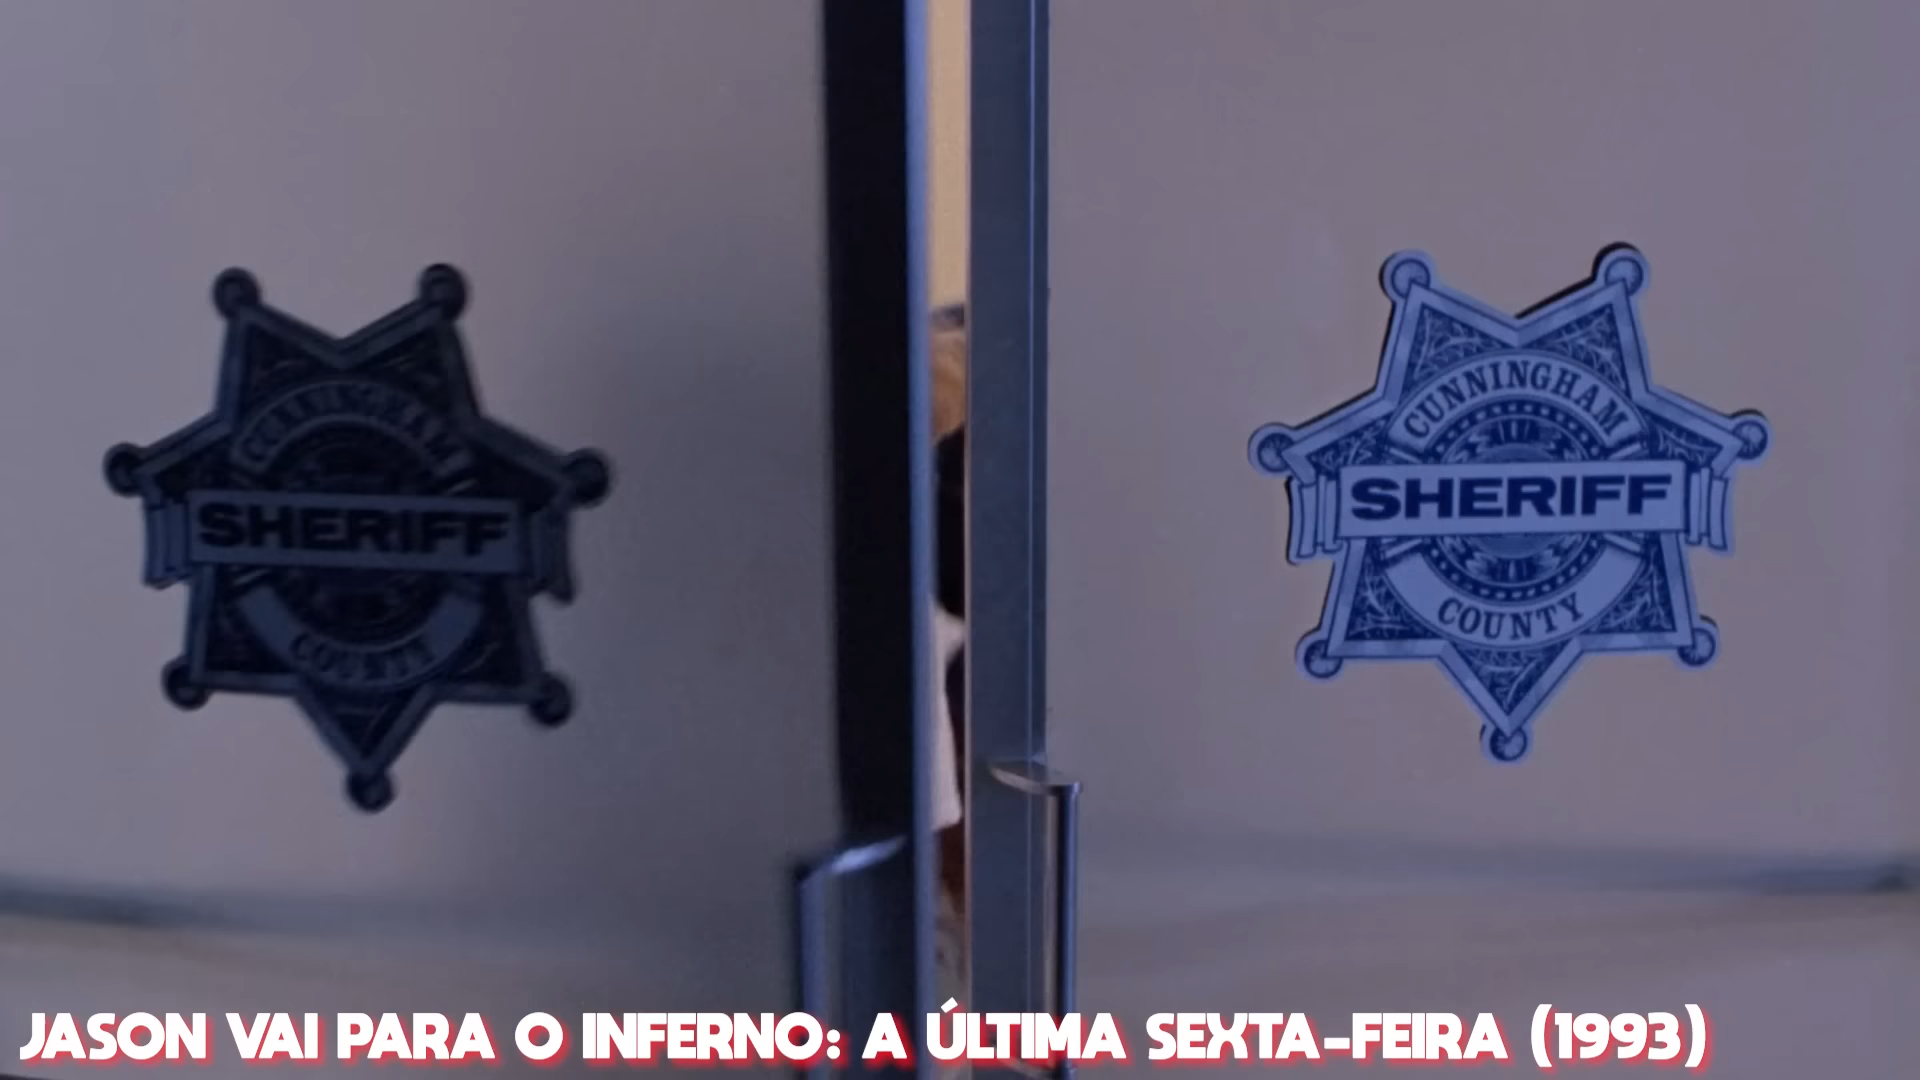 CUNNINGHAM
SHERIFF
COUNTY
CUNNINGHAM
SHERIFF
COUNTY
JASON VAI PARA O INFERNO: A ÚLTIMA SEXTA-FEIRA (1993)